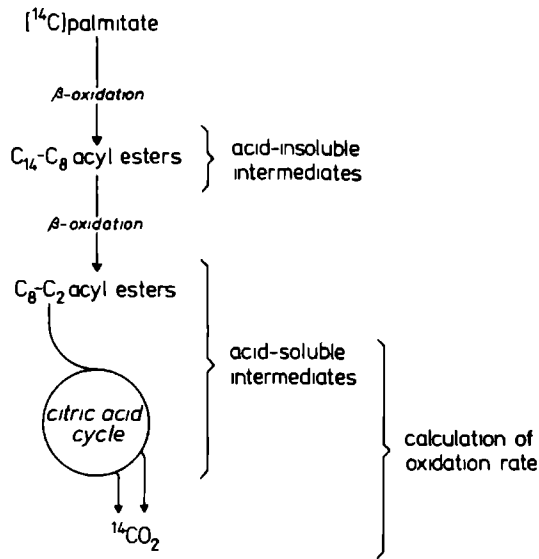 [¹⁴C]palmitate
β-oxidation
C₁₄-C₈ acyl esters
acid-insoluble
intermediates
β-oxidation
C₈-C₂ acyl esters
acid-soluble
intermediates
citric acid
cycle
calculation of
oxidation rate
¹⁴CO₂